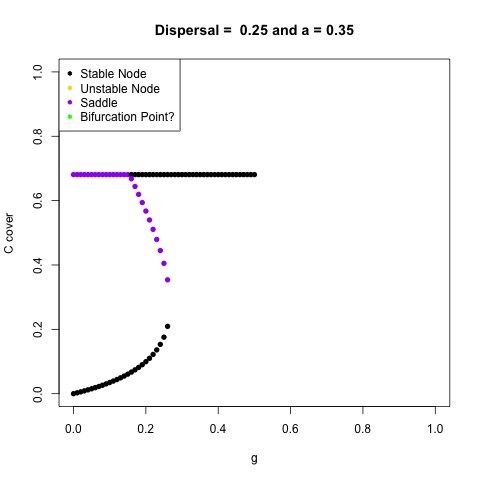 Dispersal =  0.25 and a = 0.35
Stable Node
Unstable Node
Saddle
Bifurcation Point?
C cover
1.0
0.8
0.6
0.4
0.2
0.0
0.0 0.2 0.4 0.6 0.8 1.0
g